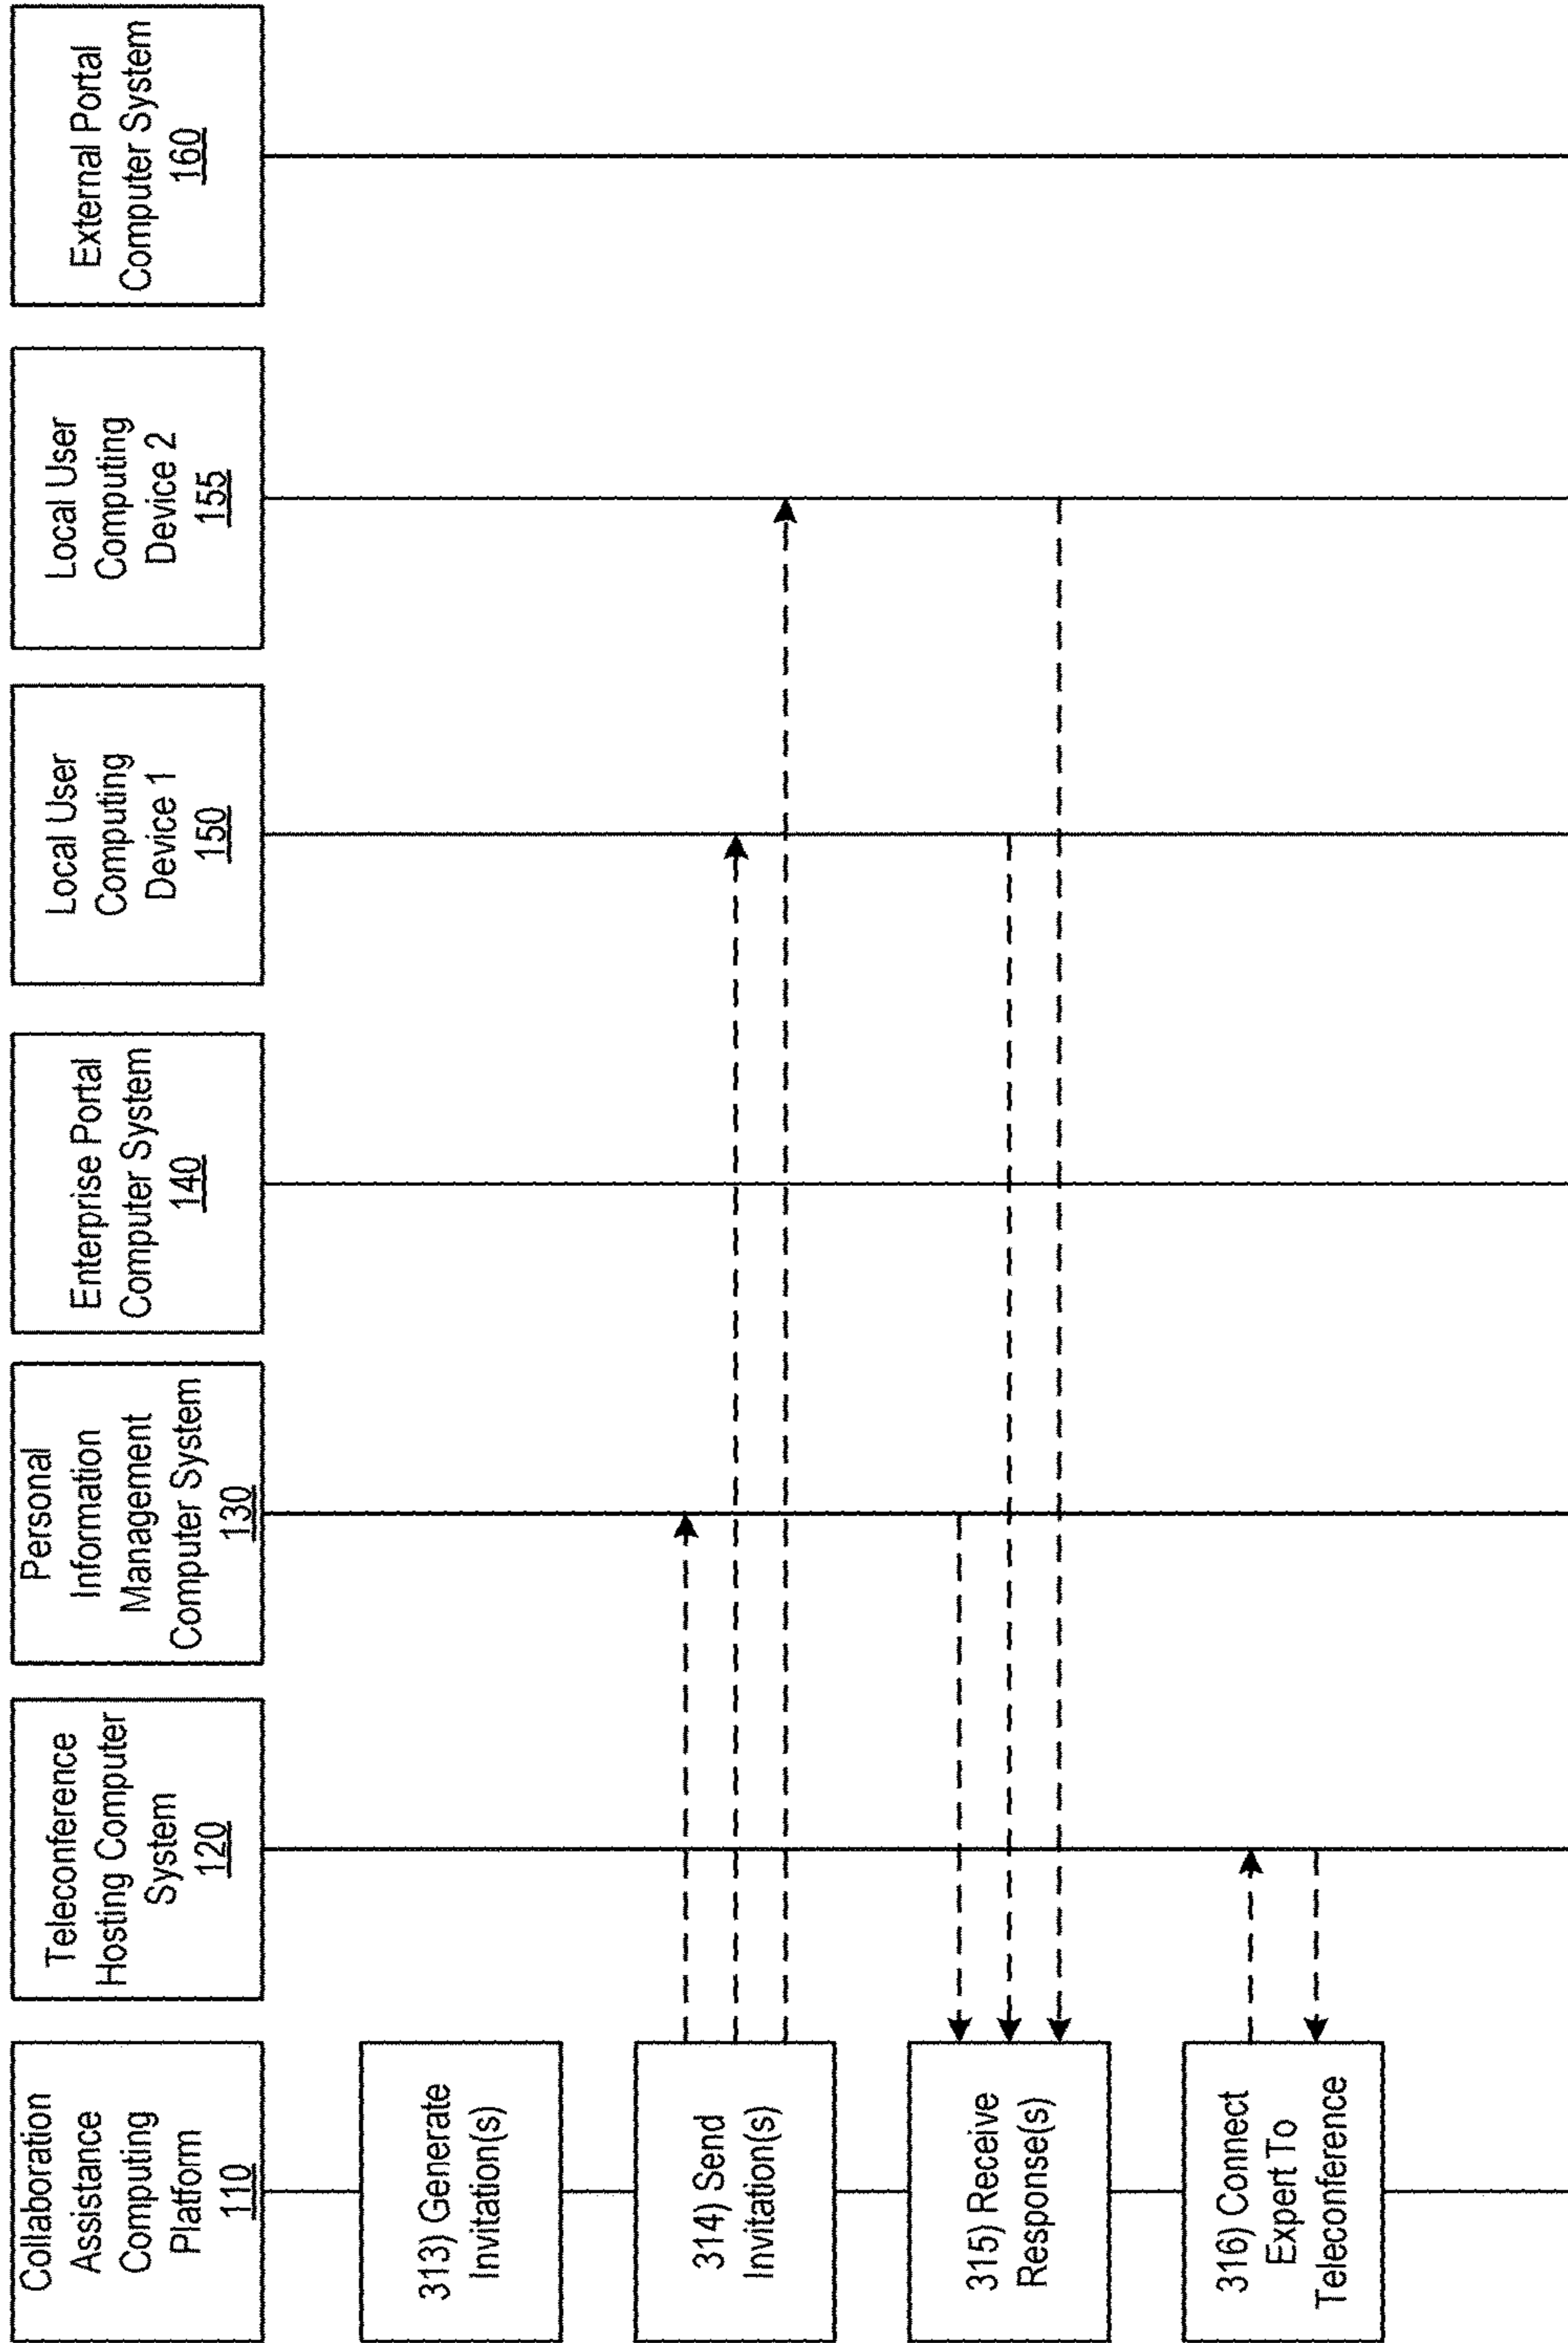 Collaboration
Assistance
Computing
Platform
110
Teleconference
Hosting Computer
System
120
Personal
Information
Management
Computer System
130
Enterprise Portal
Computer System
140
Local User
Computing
Device 1
150
Local User
Computing
Device 2
155
External Portal
Computer System
160
313) Generate
Invitation(s)
314) Send
Invitation(s)
315) Receive
Response(s)
316) Connect
Expert To
Teleconference